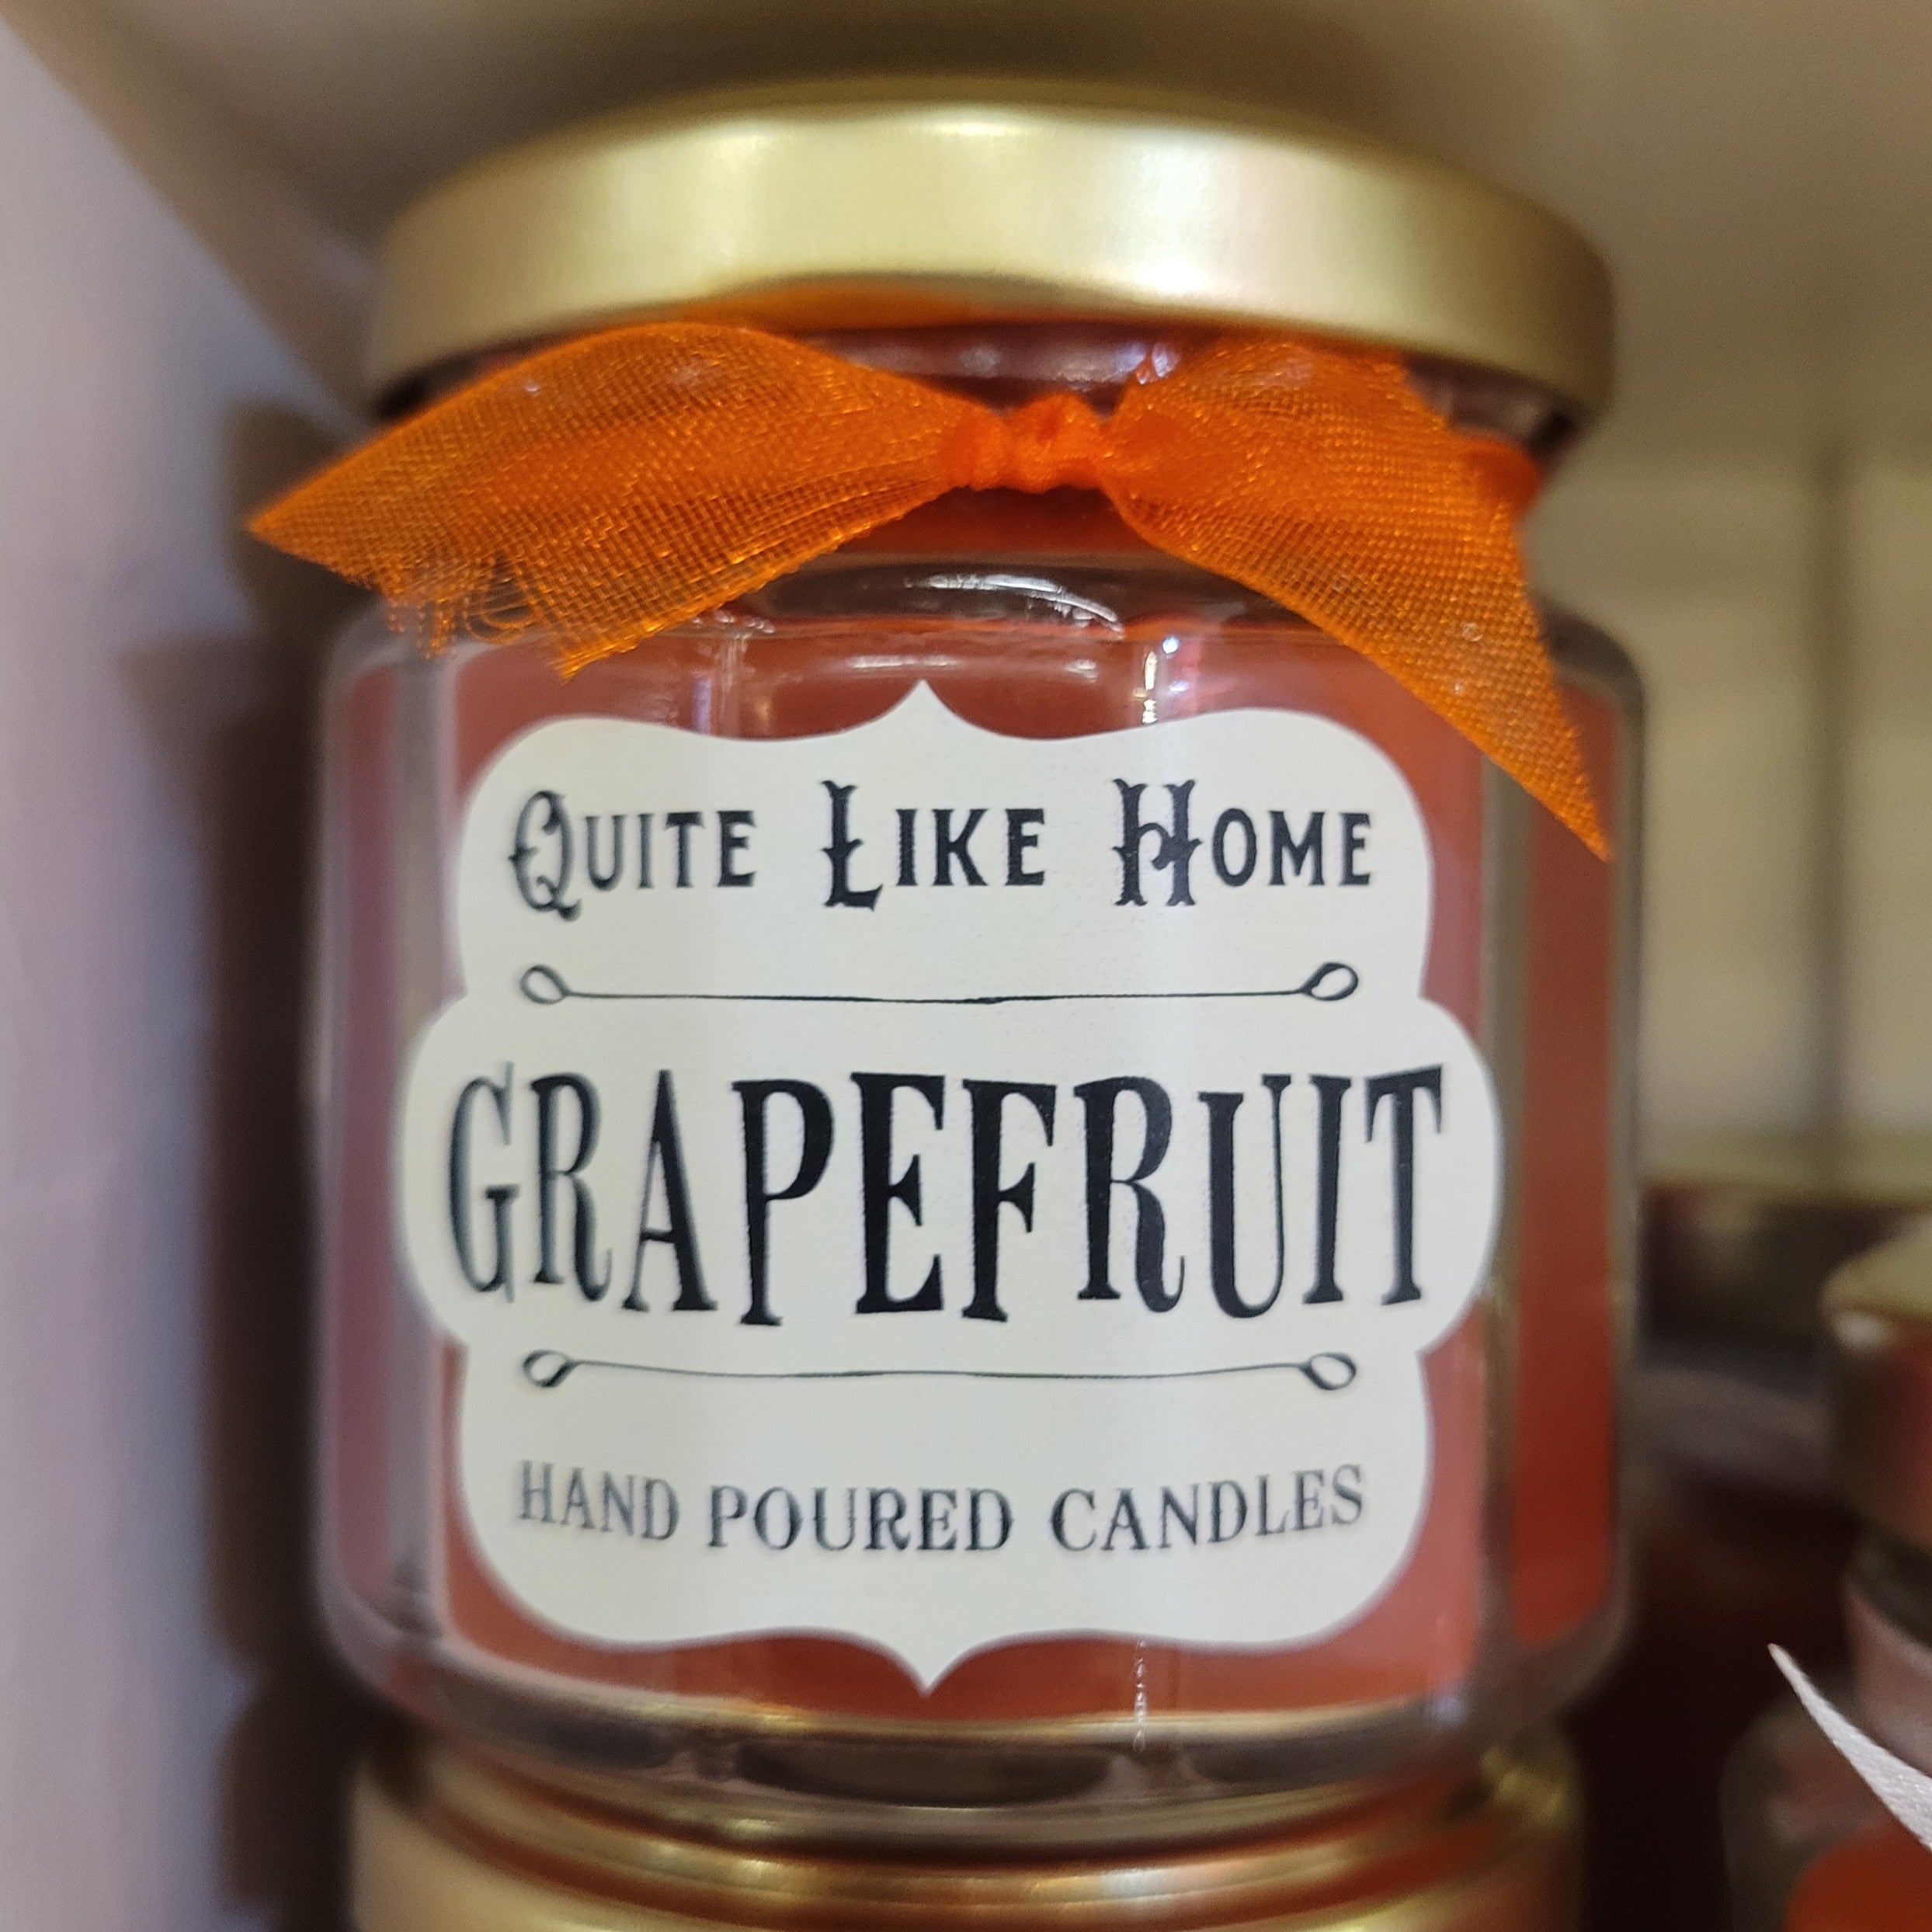 Quite Like Home
GRAPEFRUIT
HAND POURED CANDLES